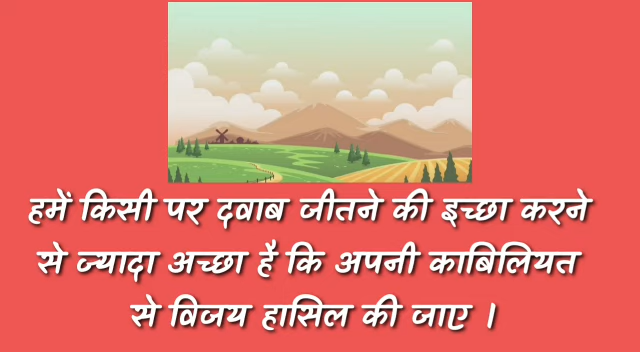 हमें किसी पर दवाब जीतने की इच्छा करने
से ज्यादा अच्छा है कि अपनी काबिलियत
से विजय हासिल की जाए ।